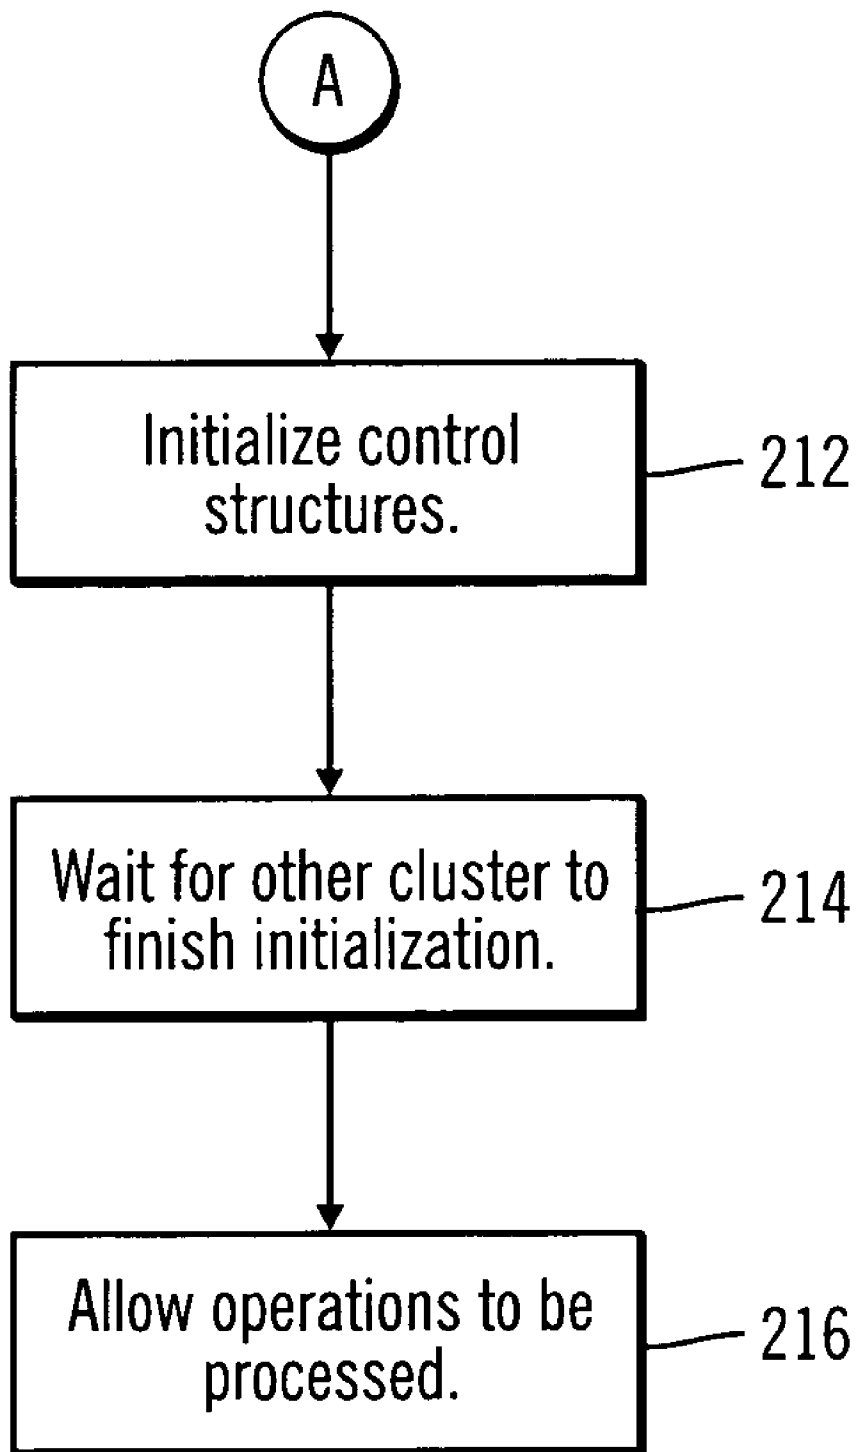 A
Initialize control
structures.
212
Wait for other cluster to
finish initialization.
214
Allow operations to be
processed.
216